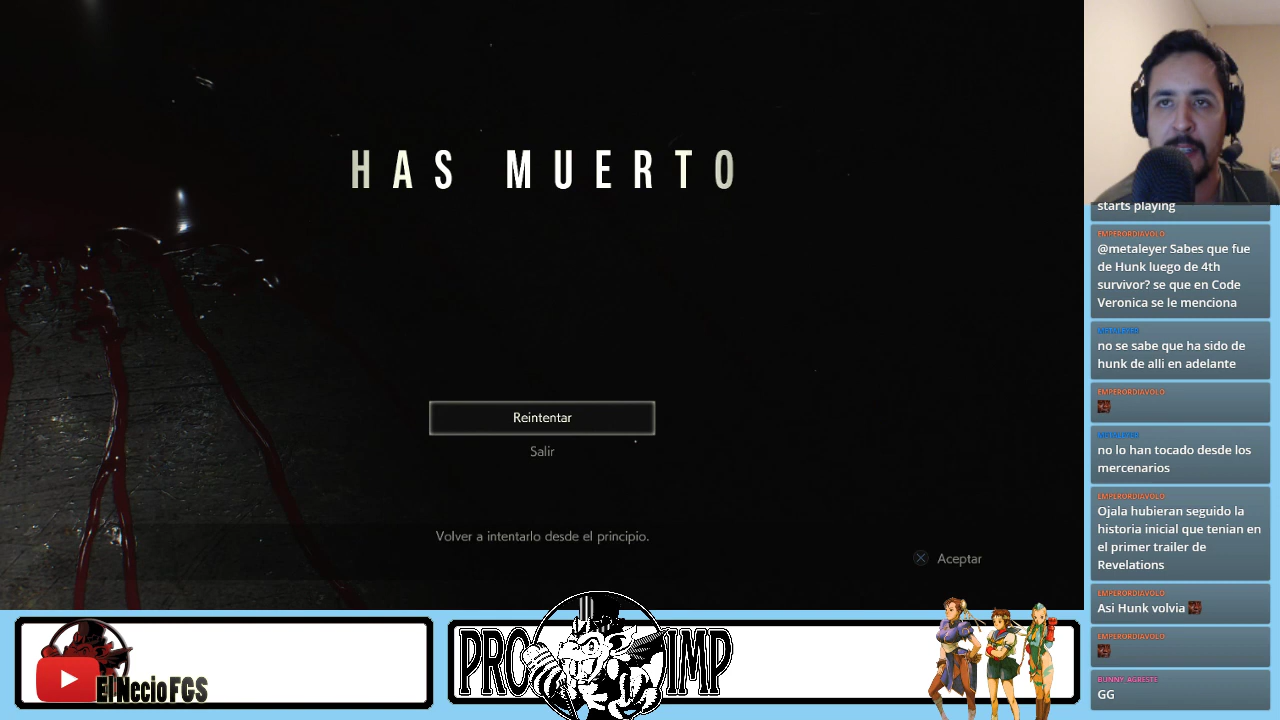 HAS MUERTO
Reintentar
Salir
Volver a intentarlo desde el principio.
Aceptar
starts playing
EMPERORDIAVOLO
@metaleyer Sabes que fue
de Hunk luego de 4th
survivor? se que en Code
Veronica se le menciona
METALEYER
no se sabe que ha sido de
hunk de alli en adelante
EMPERORDIAVOLO
METALEYER
no lo han tocado desde los
mercenarios
EMPERORDIAVOLO
Ojala hubieran seguido la
historia inicial que tenian en
el primer trailer de
Revelations
EMPERORDIAVOLO
Asi Hunk volvia
EMPERORDIAVOLO
BUNNY_AGRESTE
GG
El Necio FGS
PRO IMP